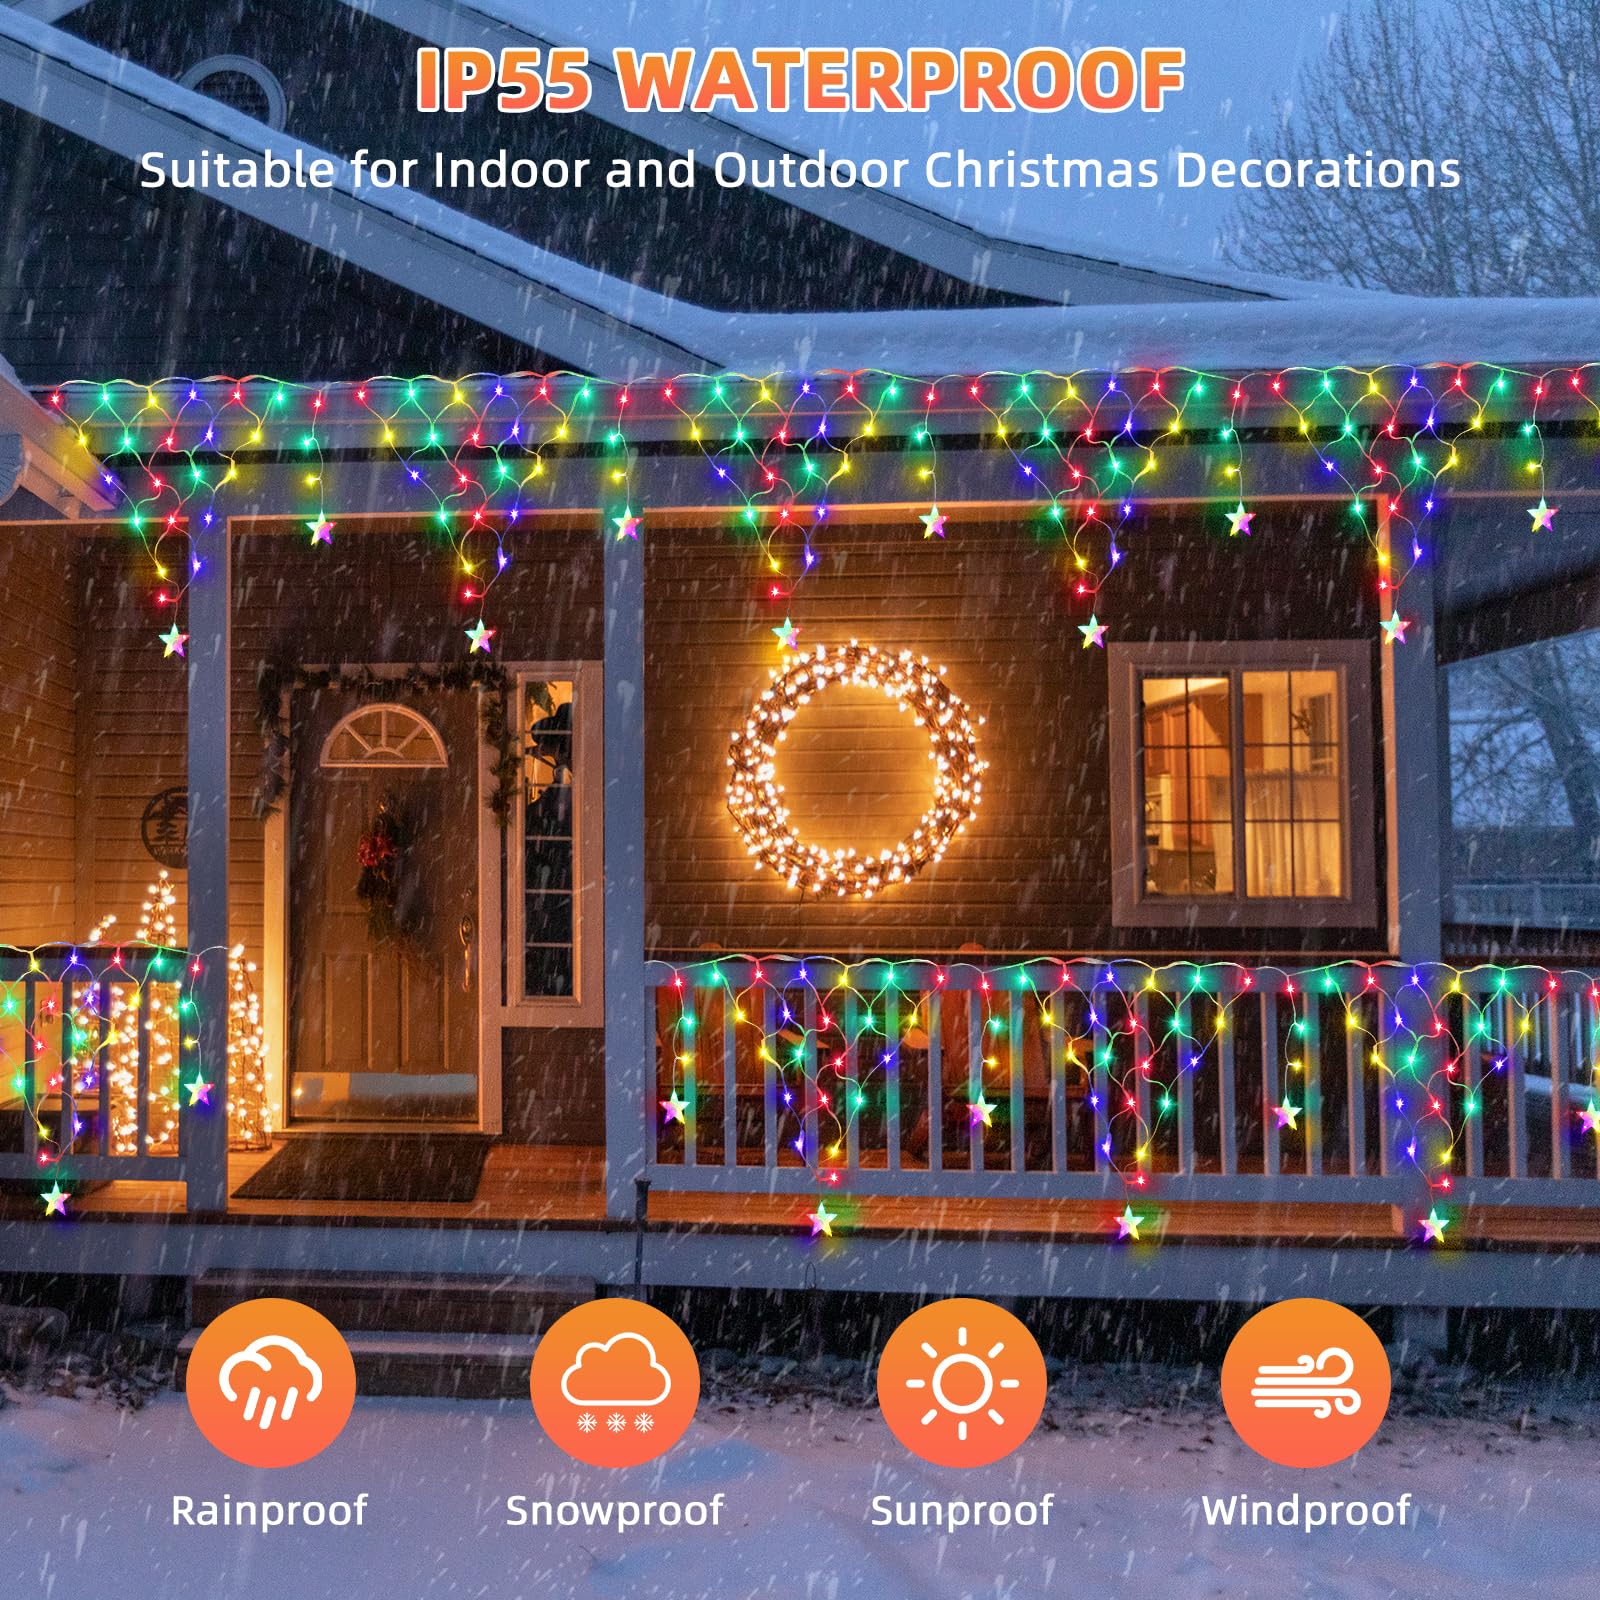 IP55 WATERPROOF
Suitable for Indoor and Outdoor Christmas Decorations
Rainproof
Snowproof
Sunproof
Windproof